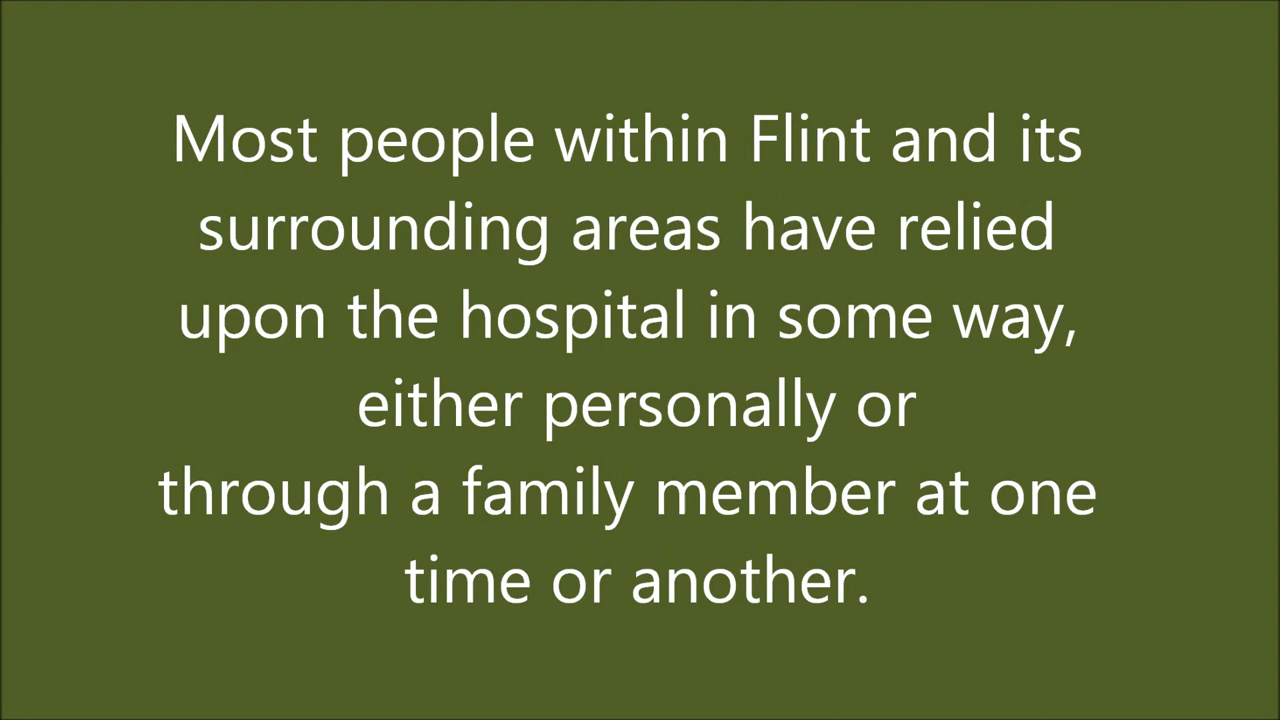 Most people within Flint and its
surrounding areas have relied
upon the hospital in some way,
either personally or
through a family member at one
time or another.